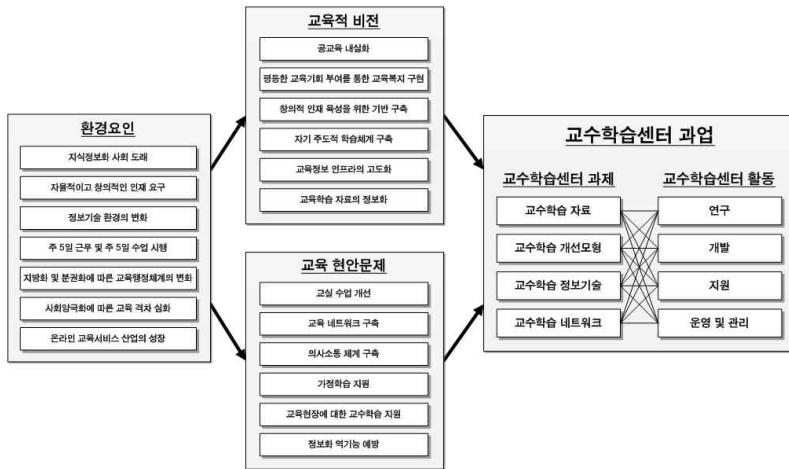 환경요인
지식정보화 사회 도래
자율적이고 창의적인 인재 요구
정보기술 환경의 변화
주 5일 근무 및 주 5일 수업 시행
지방화 및 분권화에 따른 교육행정체계의 변화
사회양극화에 따른 교육 격차 심화
온라인 교육서비스 산업의 성장
교육적 비전
공교육 내실화
평등한 교육기회 부여를 통한 교육복지 구현
창의적 인재 육성을 위한 기반 구축
자기 주도적 학습체계 구축
교육정보 인프라의 고도화
교육학습 자료의 정보화
교육 현안문제
교실 수업 개선
교육 네트워크 구축
의사소통 체계 구축
가정학습 지원
교육현장에 대한 교수학습 지원
정보화 역기능 예방
교수학습센터 과업
교수학습센터 과제
교수학습 자료
교수학습 개선모형
교수학습 정보기술
교수학습 네트워크
교수학습센터 활동
연구
개발
지원
운영 및 관리